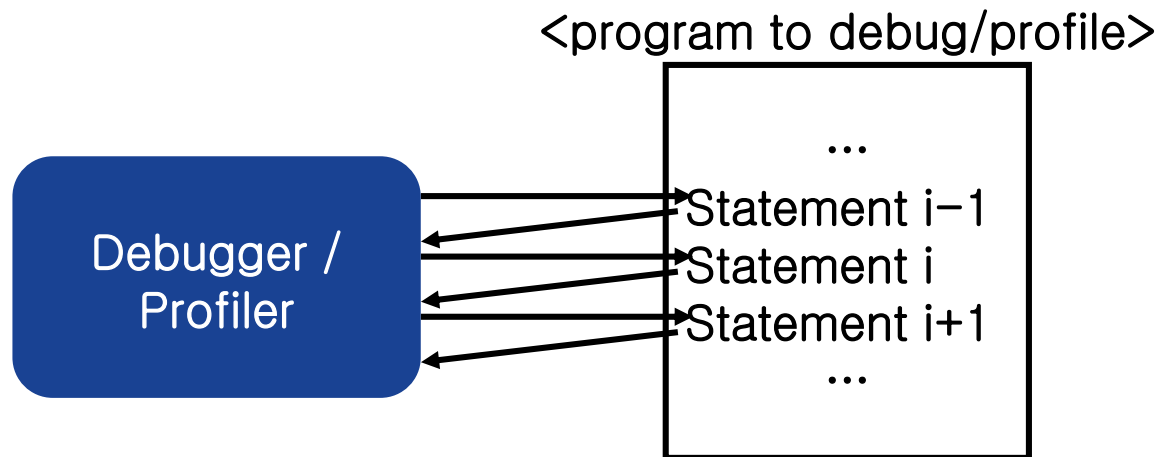 <program to debug/profile>
...
Debugger /
Profiler
Statement i-1
Statement i
Statement i+1
...